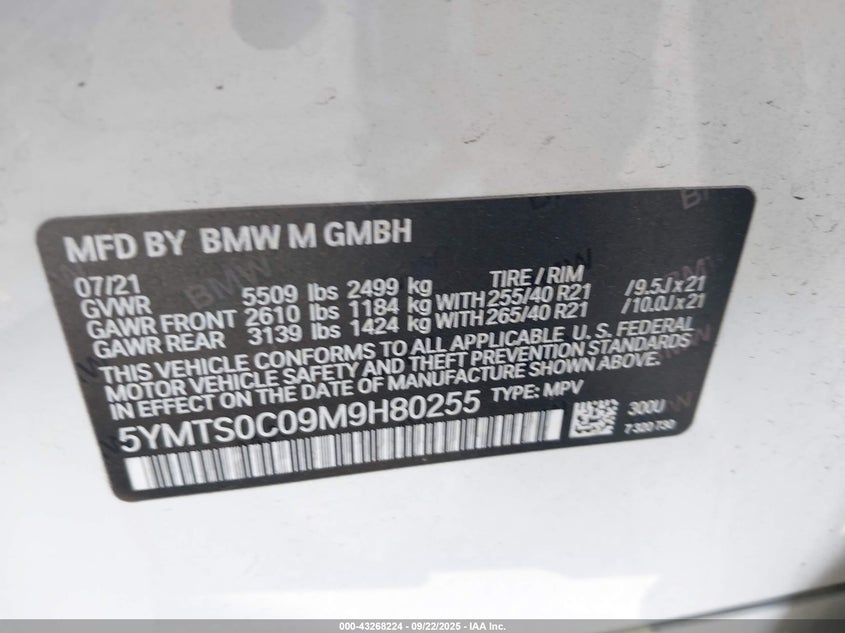 MFD BY BMW M GMBH
07/21 TIRE / RIM
GVWR 5509 lbs 2499 kg
GAWR FRONT 2610 lbs 1184 kg WITH 255/40 R21 /9.5J x 21
GAWR REAR 3139 lbs 1424 kg WITH 265/40 R21 /10.0J x 21
THIS VEHICLE CONFORMS TO ALL APPLICABLE U. S. FEDERAL
MOTOR VEHICLE SAFETY AND THEFT PREVENTION STANDARDS
IN EFFECT ON THE DATE OF MANUFACTURE SHOWN ABOVE.
5YMTS0C09M9H80255 TYPE: MPV
300U
7 320 730
000-43268224 - 09/22/2025 - IAA Inc.